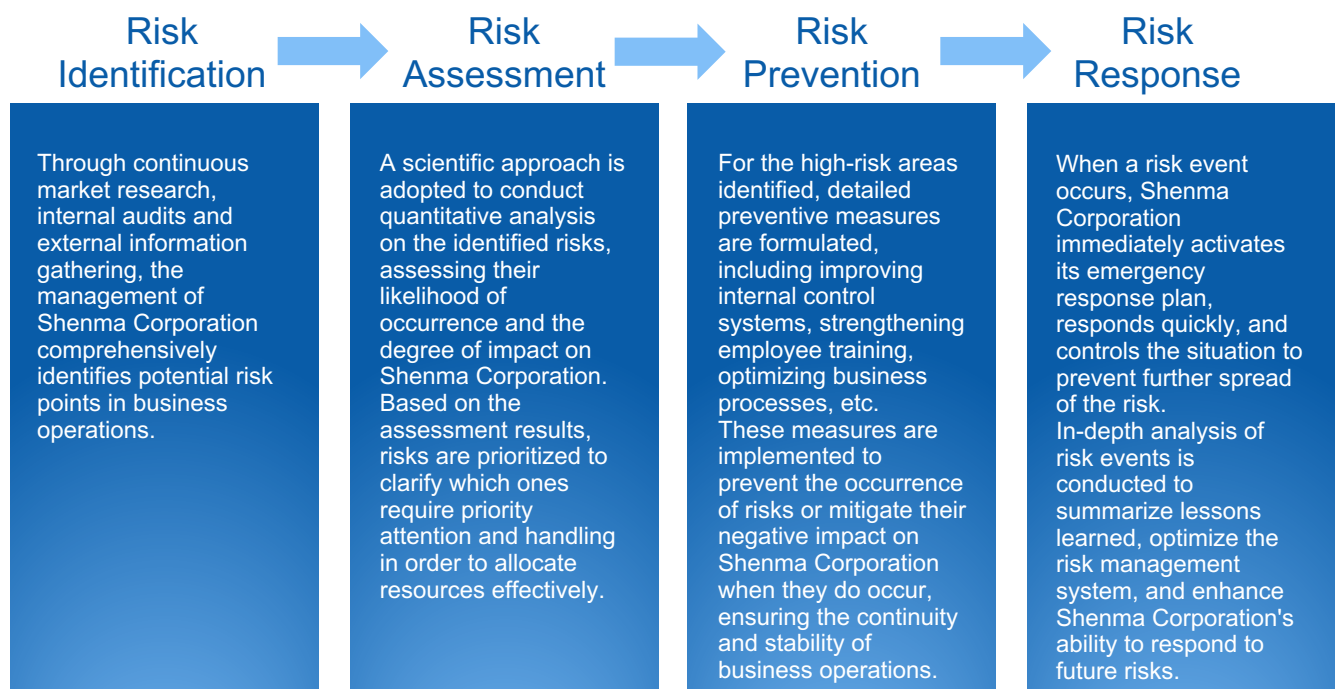 Risk
Identification
Risk
Assessment
Risk
Prevention
Risk
Response
Through continuous
market research,
internal audits and
external information
gathering, the
management of
Shenma Corporation
comprehensively
identifies potential risk
points in business
operations.
A scientific approach is
adopted to conduct
quantitative analysis
on the identified risks,
assessing their
likelihood of
occurrence and the
degree of impact on
Shenma Corporation.
Based on the
assessment results,
risks are prioritized to
clarify which ones
require priority
attention and handling
in order to allocate
resources effectively.
For the high-risk areas
identified, detailed
preventive measures
are formulated,
including improving
internal control
systems, strengthening
employee training,
optimizing business
processes, etc.
These measures are
implemented to
prevent the occurrence
of risks or mitigate their
negative impact on
Shenma Corporation
when they do occur,
ensuring the continuity
and stability of
business operations.
When a risk event
occurs, Shenma
Corporation
immediately activates
its emergency
response plan,
responds quickly, and
controls the situation to
prevent further spread
of the risk.
In-depth analysis of
risk events is
conducted to
summarize lessons
learned, optimize the
risk management
system, and enhance
Shenma Corporation's
ability to respond to
future risks.